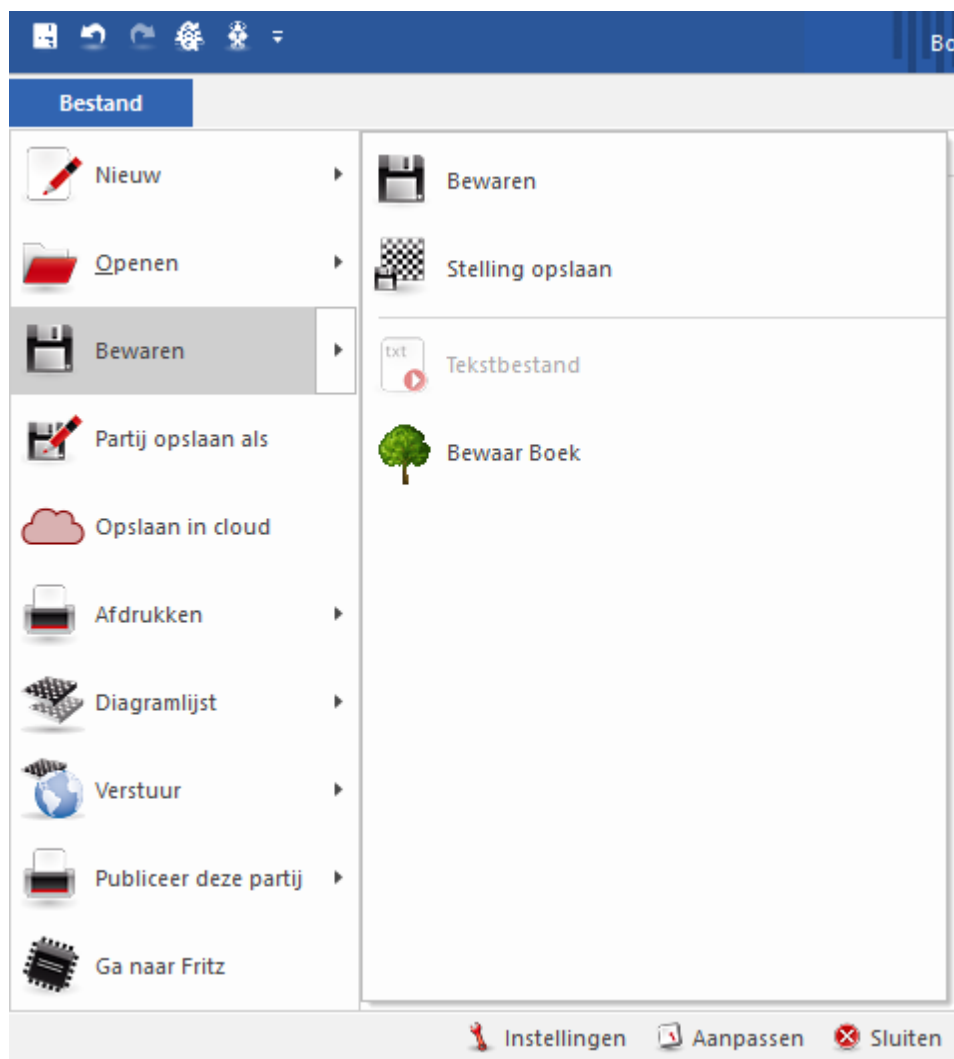 Bo
Bestand
Nieuw
Openen
Bewaren
Partij opslaan als
Opslaan in cloud
Afdrukken
Diagramlijst
Verstuur
Publiceer deze partij
Ga naar Fritz
Bewaren
Stelling opslaan
txt
Tekstbestand
Bewaar Boek
Instellingen Aanpassen Sluiten